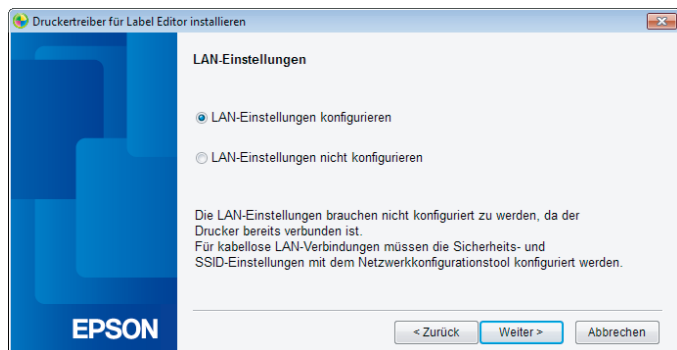 Druckertreiber für Label Editor installieren
LAN-Einstellungen
LAN-Einstellungen konfigurieren
LAN-Einstellungen nicht konfigurieren
Die LAN-Einstellungen brauchen nicht konfiguriert zu werden, da der
Drucker bereits verbunden ist.
Für kabellose LAN-Verbindungen müssen die Sicherheits- und
SSID-Einstellungen mit dem Netzwerkkonfigurationstool konfiguriert werden.
EPSON
< Zurück Weiter > Abbrechen